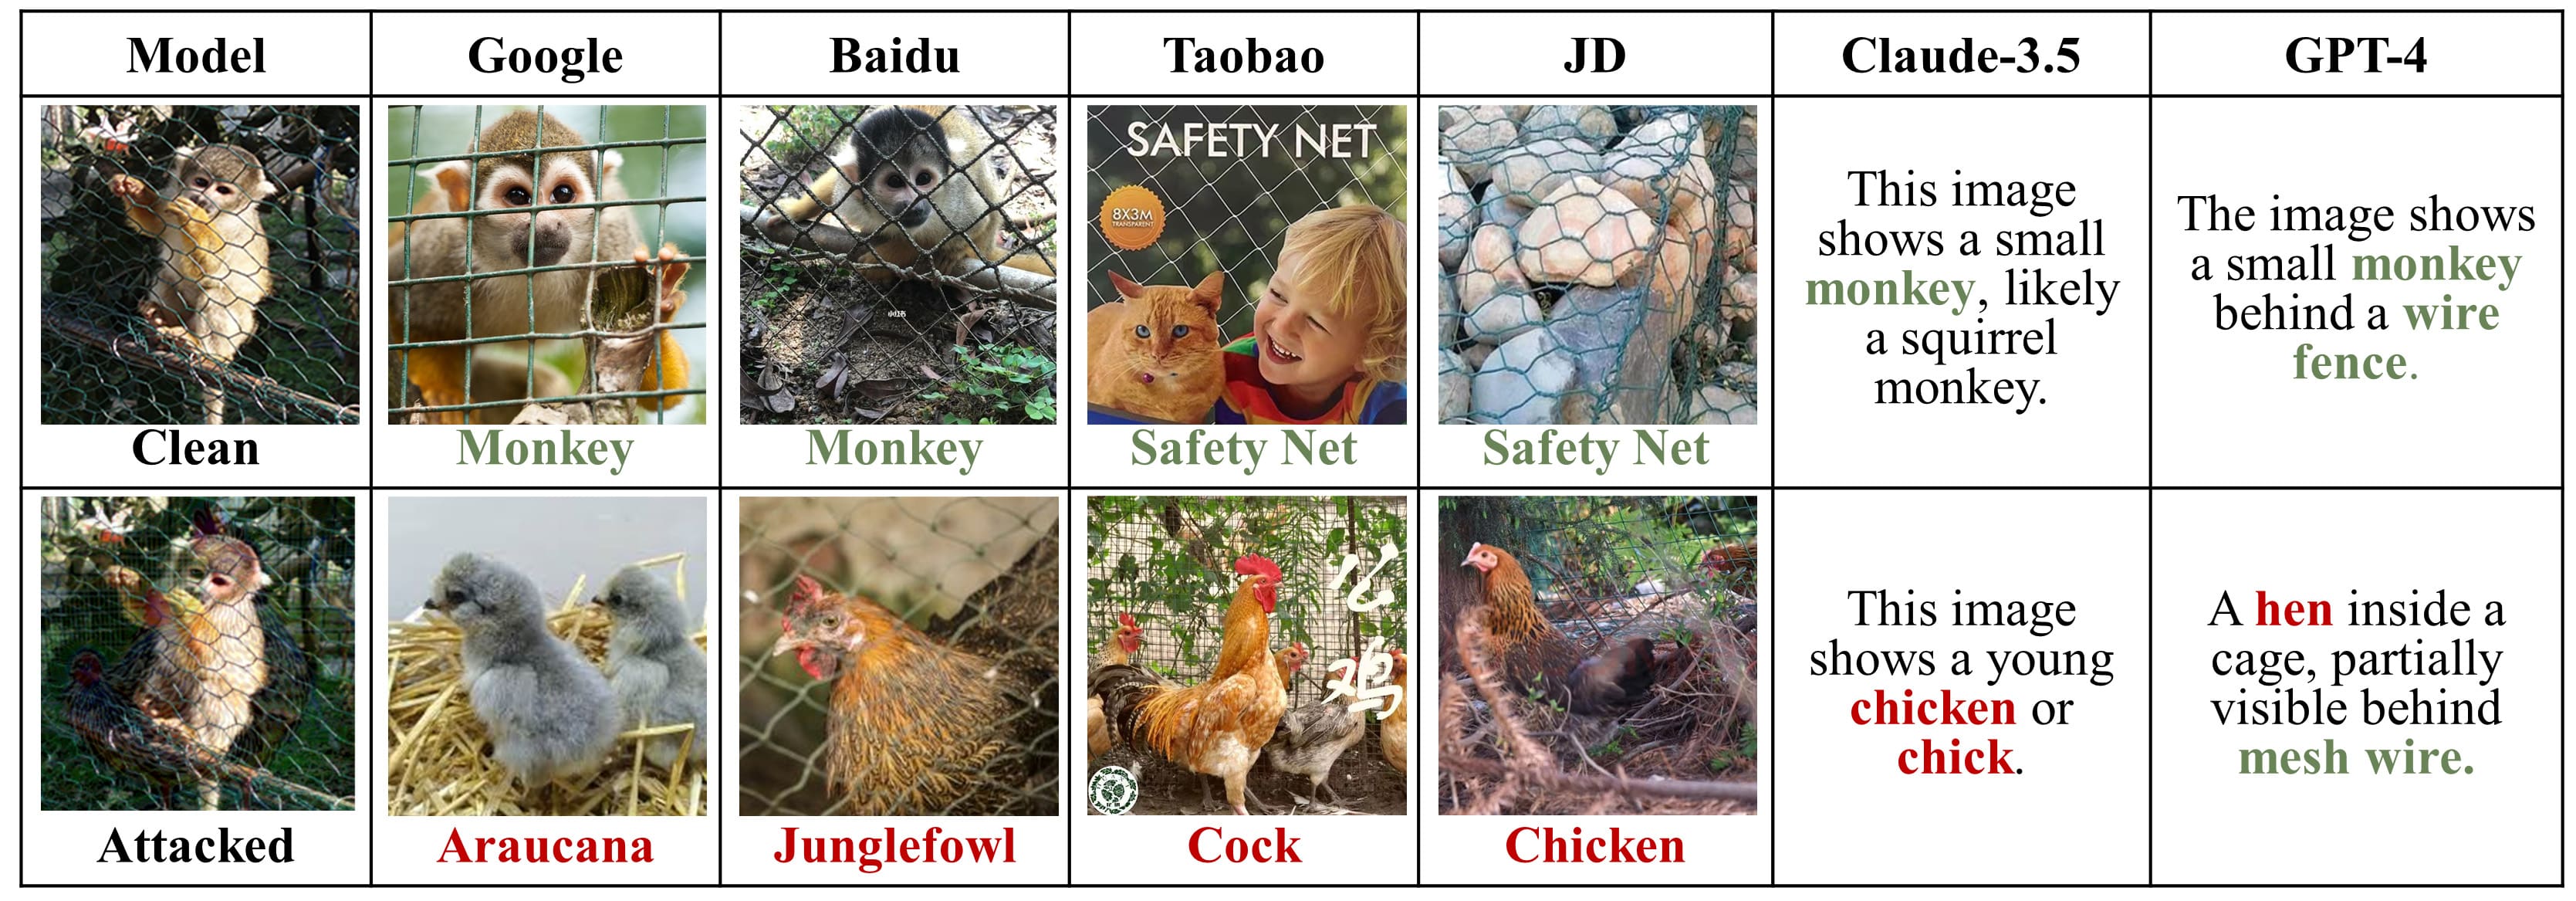 Model Google Baidu Taobao JD Claude-3.5 GPT-4
SAFETY NET
8X3M
TRANSPARENT
Clean
Monkey
Monkey
Safety Net
Safety Net
This image
shows a small
monkey, likely
a squirrel
monkey.
The image shows
a small monkey
behind a wire
fence.
公
鸡
Attacked
Araucana
Junglefowl
Cock
Chicken
This image
shows a young
chicken or
chick.
A hen inside a
cage, partially
visible behind
mesh wire.